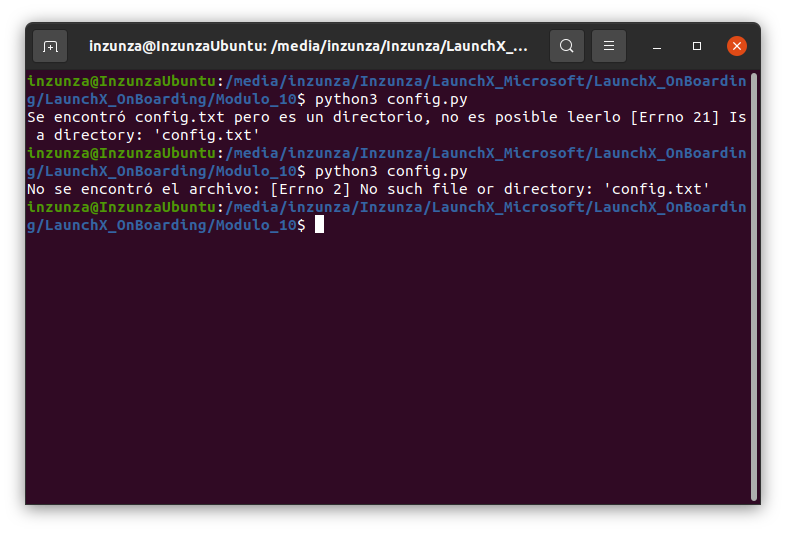 inzunza@InzunzaUbuntu: /media/inzunza/Inzunza/LaunchX_...
inzunza@InzunzaUbuntu:/media/inzunza/Inzunza/LaunchX_Microsoft/LaunchX_OnBoardin
g/LaunchX_OnBoarding/Modulo_10$ python3 config.py
Se encontró config.txt pero es un directorio, no es posible leerlo [Errno 21] Is
 a directory: 'config.txt'
inzunza@InzunzaUbuntu:/media/inzunza/Inzunza/LaunchX_Microsoft/LaunchX_OnBoardin
g/LaunchX_OnBoarding/Modulo_10$ python3 config.py
No se encontró el archivo: [Errno 2] No such file or directory: 'config.txt'
inzunza@InzunzaUbuntu:/media/inzunza/Inzunza/LaunchX_Microsoft/LaunchX_OnBoardin
g/LaunchX_OnBoarding/Modulo_10$